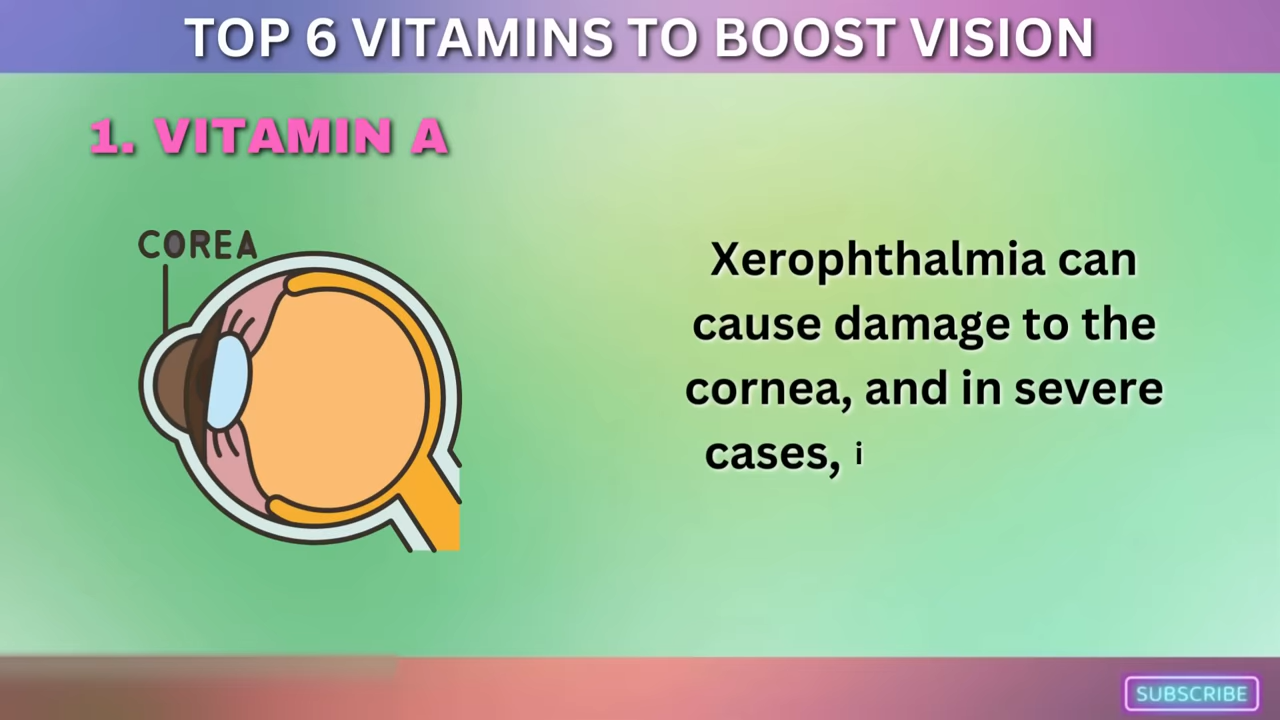 TOP 6 VITAMINS TO BOOST VISION
1. VITAMIN A
COREA
Xerophthalmia can
cause damage to the
cornea, and in severe
cases, i
SUBSCRIBE